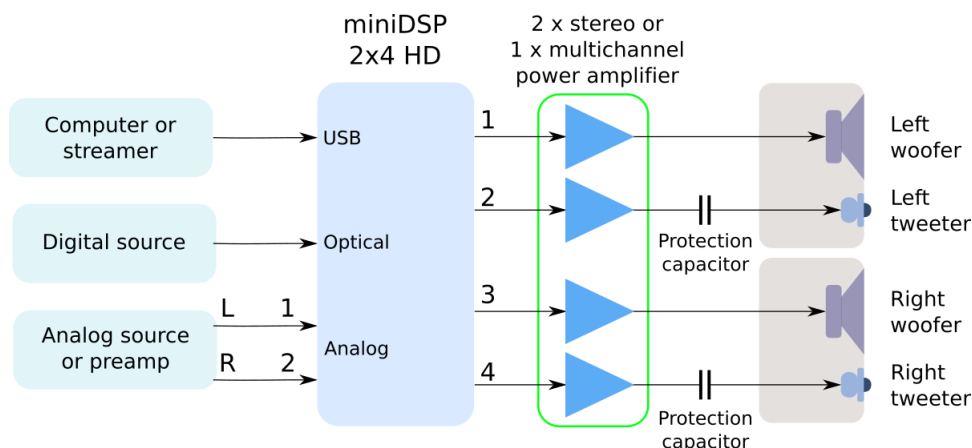 miniDSP
2x4 HD
2 x stereo or
1 x multichannel
power amplifier
Computer or
streamer
USB
1
Left
woofer
2
Left
tweeter
Digital source
Optical
Protection
capacitor
L 1
Analog source
or preamp
R 2
Analog
3
Right
woofer
4
Right
tweeter
Protection
capacitor